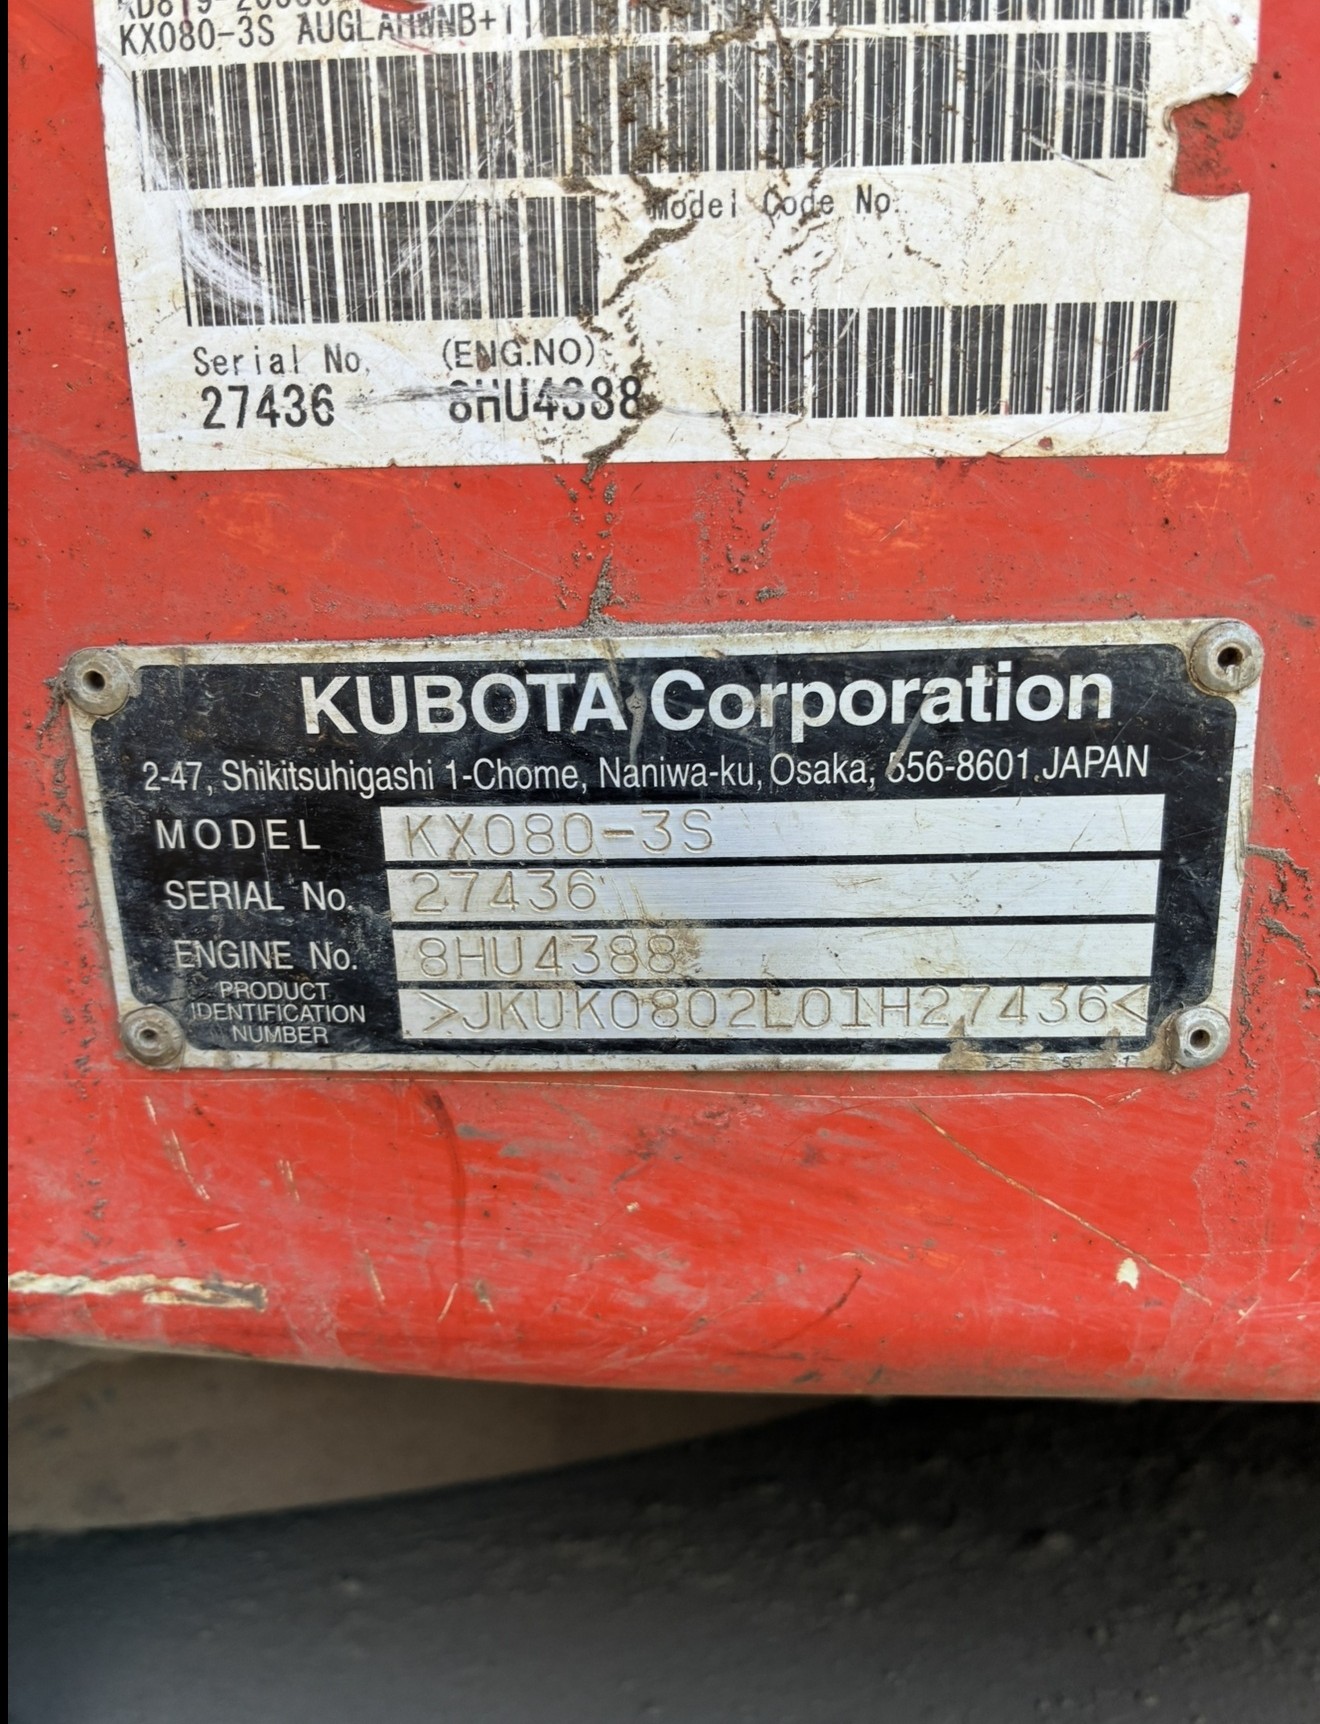 KX080-3S
Model Code No.
Serial No. (ENG.NO)
27436 8HU4388
KUBOTA Corporation
2-47, Shikitsuhigashi 1-Chome, Naniwa-ku, Osaka, 556-8601 JAPAN
MODEL KX080-3S
SERIAL No. 27436
ENGINE No. 8HU4388
PRODUCT
IDENTIFICATION
NUMBER
>JKUK0802L01H27436<